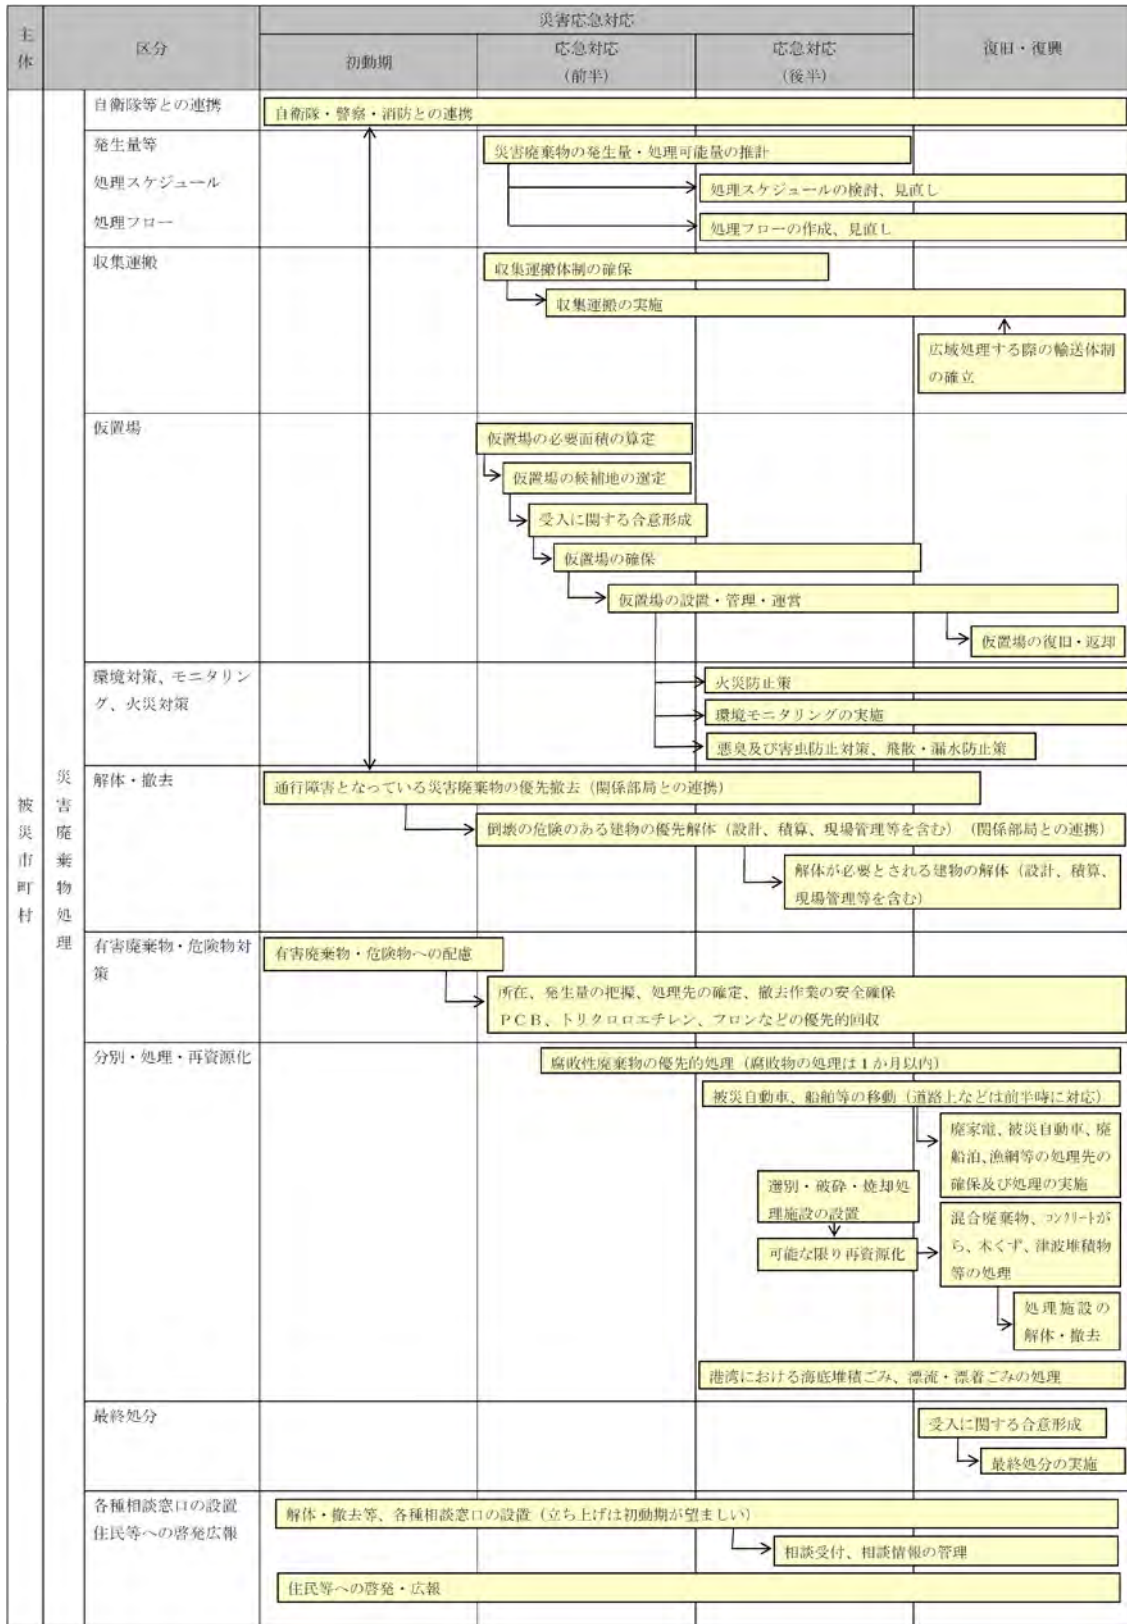 主体
区分
災害応急対応
初動期
応急対応
(前半)
応急対応
(後半)
復旧・復興
被災市町村
災害廃棄物処理
自衛隊等との連携
自衛隊・警察・消防との連携
発生量等
処理スケジュール
処理フロー
災害廃棄物の発生量・処理可能量の推計
処理スケジュールの検討、見直し
処理フローの作成、見直し
収集運搬
収集運搬体制の確保
収集運搬の実施
広域処理する際の輸送体制
の確立
仮置場
仮置場の必要面積の算定
仮置場の候補地の選定
受入に関する合意形成
仮置場の確保
仮置場の設置・管理・運営
仮置場の復旧・返却
環境対策、モニタリン
グ、火災対策
火災防止策
環境モニタリングの実施
悪臭及び害虫防止対策、飛散・漏水防止策
解体・撤去
通行障害となっている災害廃棄物の優先撤去（関係部局との連携）
倒壊の危険のある建物の優先解体（設計、積算、現場管理等を含む）（関係部局との連携）
解体が必要とされる建物の解体（設計、積算、
現場管理等を含む）
有害廃棄物・危険物対
策
有害廃棄物・危険物への配慮
所在、発生量の把握、処理先の確定、撤去作業の安全確保
ＰＣＢ、トリクロロエチレン、フロンなどの優先的回収
分別・処理・再資源化
腐敗性廃棄物の優先的処理（腐敗物の処理は１か月以内）
被災自動車、船舶等の移動（道路上などは前半時に対応）
廃家電、被災自動車、廃
船泊、漁網等の処理先の
確保及び処理の実施
選別・破砕・焼却処
理施設の設置
可能な限り再資源化
混合廃棄物、ｺﾝｸﾘｰﾄが
ら、木くず、津波堆積物
等の処理
処理施設の
解体・撤去
港湾における海底堆積ごみ、漂流・漂着ごみの処理
最終処分
受入に関する合意形成
最終処分の実施
各種相談窓口の設置
住民等への啓発広報
解体・撤去等、各種相談窓口の設置（立ち上げは初動期が望ましい）
相談受付、相談情報の管理
住民等への啓発・広報